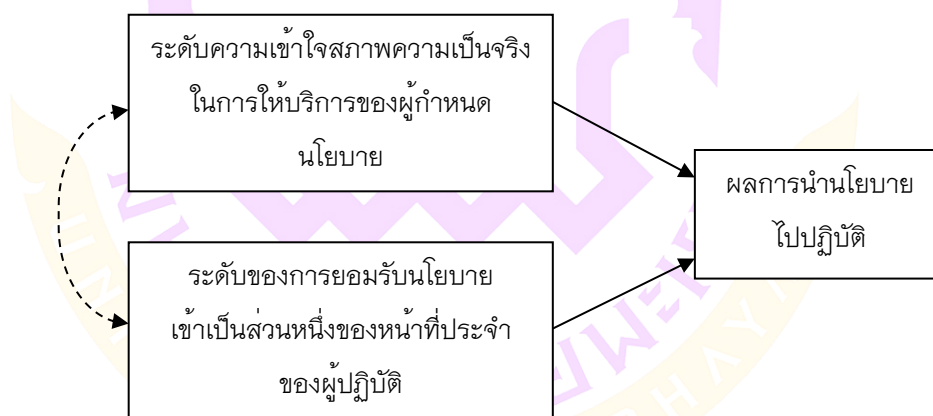 ระดับความเข้าใจสภาพความเป็นจริง
ในการให้บริการของผู้กำหนด
นโยบาย
ผลการนำนโยบาย
ไปปฏิบัติ
ระดับของการยอมรับนโยบาย
เข้าเป็นส่วนหนึ่งของหน้าที่ประจำ
ของผู้ปฏิบัติ